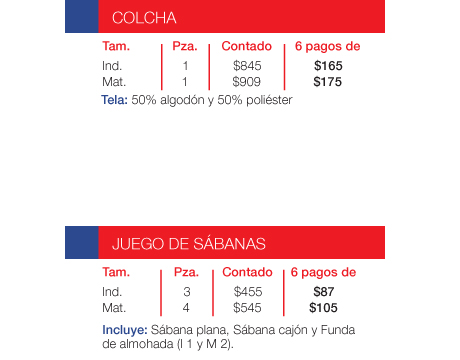 COLCHA
Tam. Pza. Contado 6 pagos de
Ind. 1 $845 $165
Mat. 1 $909 $175
Tela: 50% algodón y 50% poliéster
JUEGO DE SÁBANAS
Tam. Pza. Contado 6 pagos de
Ind. 3 $455 $87
Mat. 4 $545 $105
Incluye: Sábana plana, Sábana cajón y Funda
de almohada (I 1 y M 2).